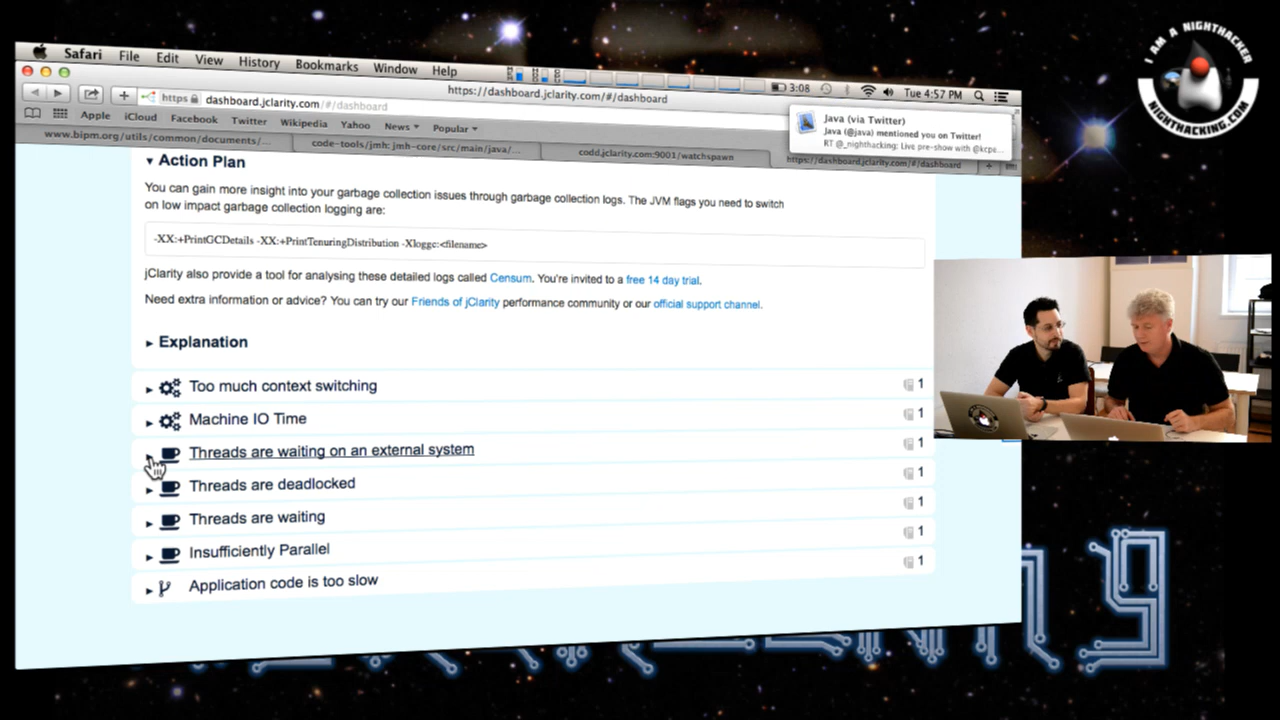 Safari File Edit View History Bookmarks Window Help
3:08 Tue 4:57 PM
https://dashboard.jclarity.com/#/dashboard
https dashboard.jclarity.com/#/dashboard
Apple iCloud Facebook Twitter Wikipedia Yahoo News Popular
www.bipm.org/utils/common/documents/...
code-tools/jmh: jmh-core/src/main/java/...
codd.jclarity.com:9001/watchspawn
https://dashboard.jclarity.com/#/dashboard
Java (via Twitter)
Java (@java) mentioned you on Twitter!
RT @_nighthacking: Live pre-show with @kcpe...
I AM A NIGHTHACKER
NIGHTHACKING.COM
Action Plan
You can gain more insight into your garbage collection issues through garbage collection logs. The JVM flags you need to switch
on low impact garbage collection logging are:
-XX:+PrintGCDetails -XX:+PrintTenuringDistribution -Xloggc:<filename>
jClarity also provide a tool for analysing these detailed logs called Censum. You're invited to a free 14 day trial.
Need extra information or advice? You can try our Friends of jClarity performance community or our official support channel.
Explanation
Too much context switching 1
Machine IO Time 1
Threads are waiting on an external system 1
Threads are deadlocked 1
Threads are waiting 1
Insufficiently Parallel 1
Application code is too slow 1